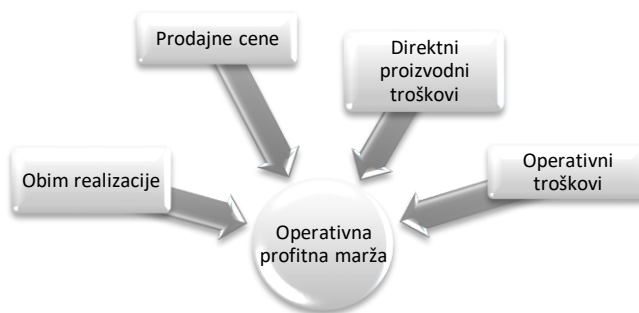 Prodajne cene
Direktni
proizvodni
troškovi
Obim realizacije
Operativni
troškovi
Operativna
profitna marža